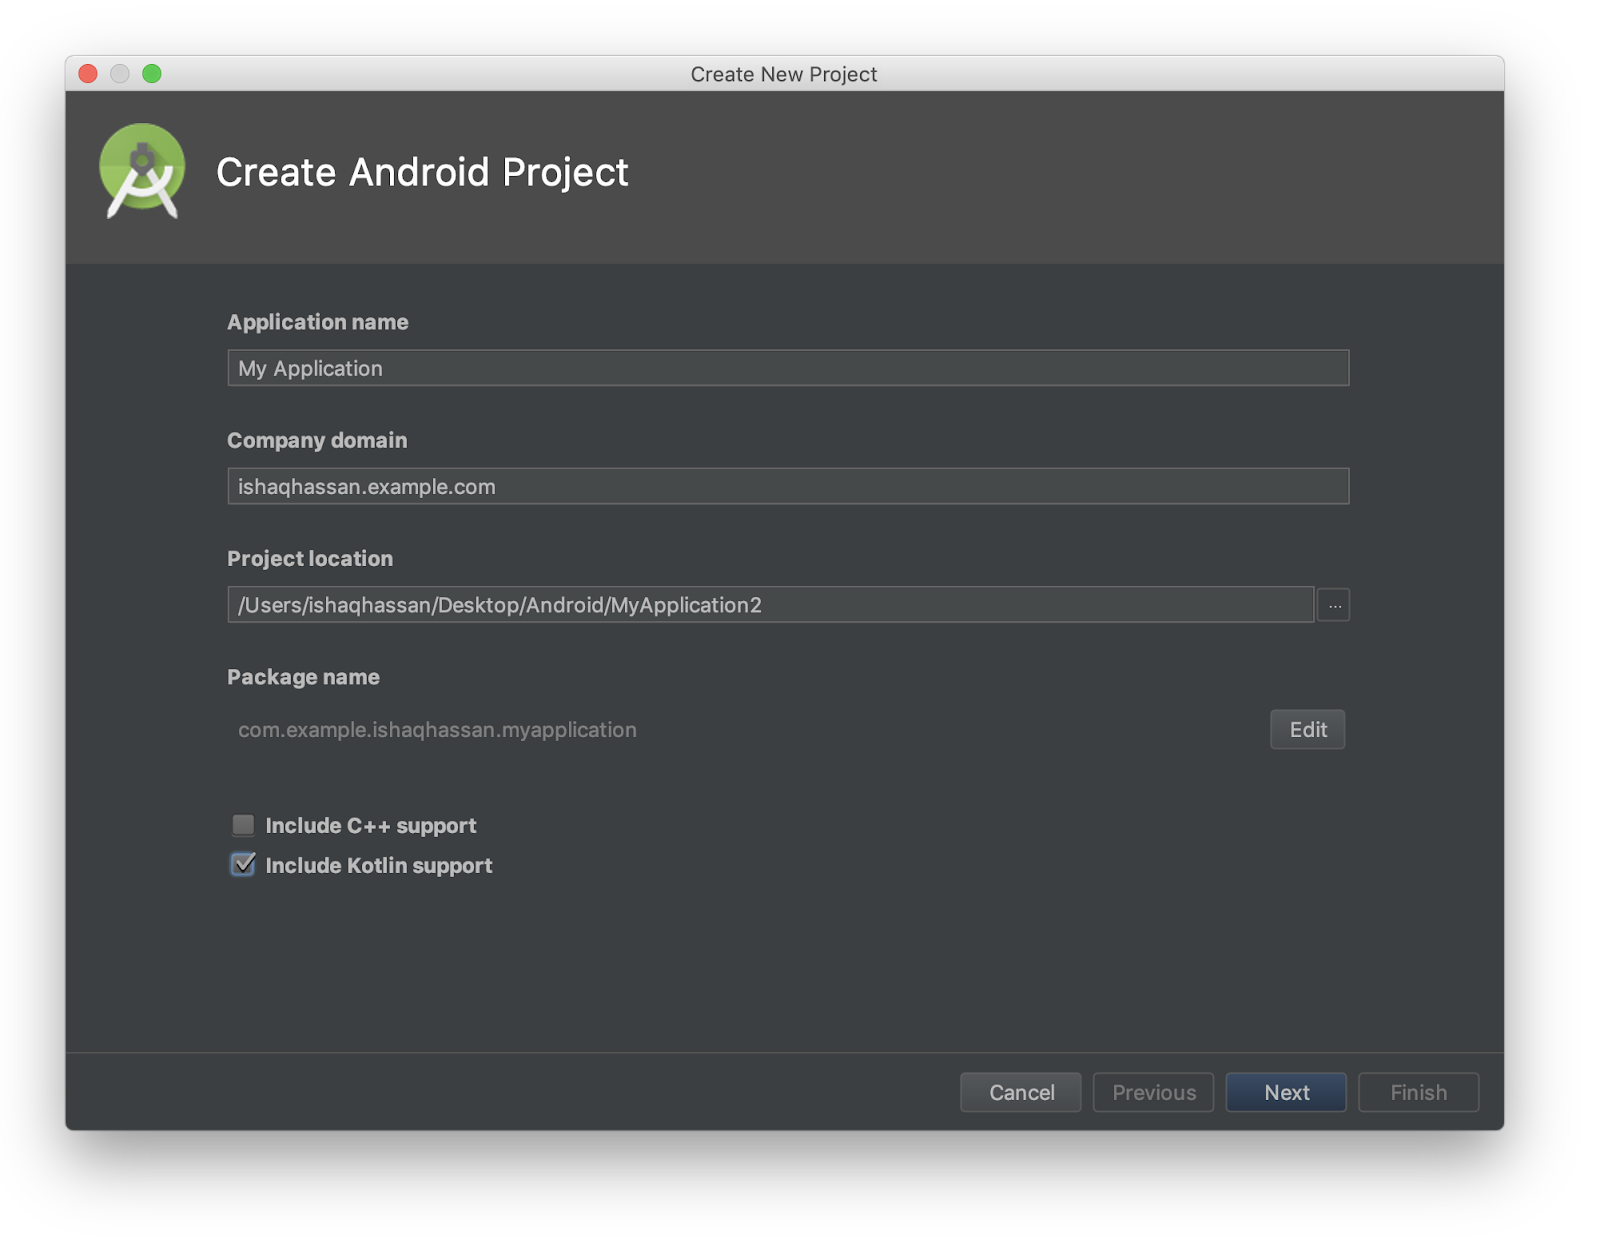 Create New Project
Create Android Project
Application name
My Application
Company domain
ishaqhassan.example.com
Project location
/Users/ishaqhassan/Desktop/Android/MyApplication2
...
Package name
com.example.ishaqhassan.myapplication
Edit
Include C++ support
Include Kotlin support
Cancel Previous Next Finish